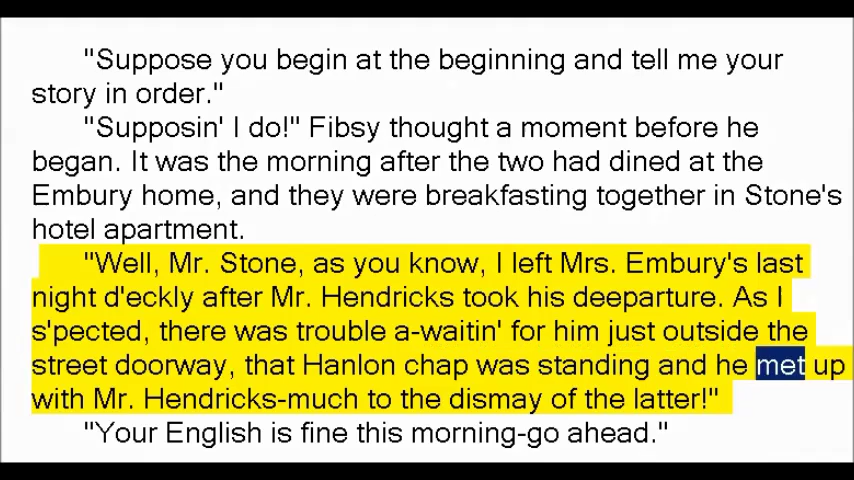 "Suppose you begin at the beginning and tell me your
story in order."
"Supposin' I do!" Fibsy thought a moment before he
began. It was the morning after the two had dined at the
Embury home, and they were breakfasting together in Stone's
hotel apartment.
"Well, Mr. Stone, as you know, I left Mrs. Embury's last
night d'eckly after Mr. Hendricks took his deeparture. As I
s'pected, there was trouble a-waitin' for him just outside the
street doorway, that Hanlon chap was standing and he met up
with Mr. Hendricks-much to the dismay of the latter!"
"Your English is fine this morning-go ahead."